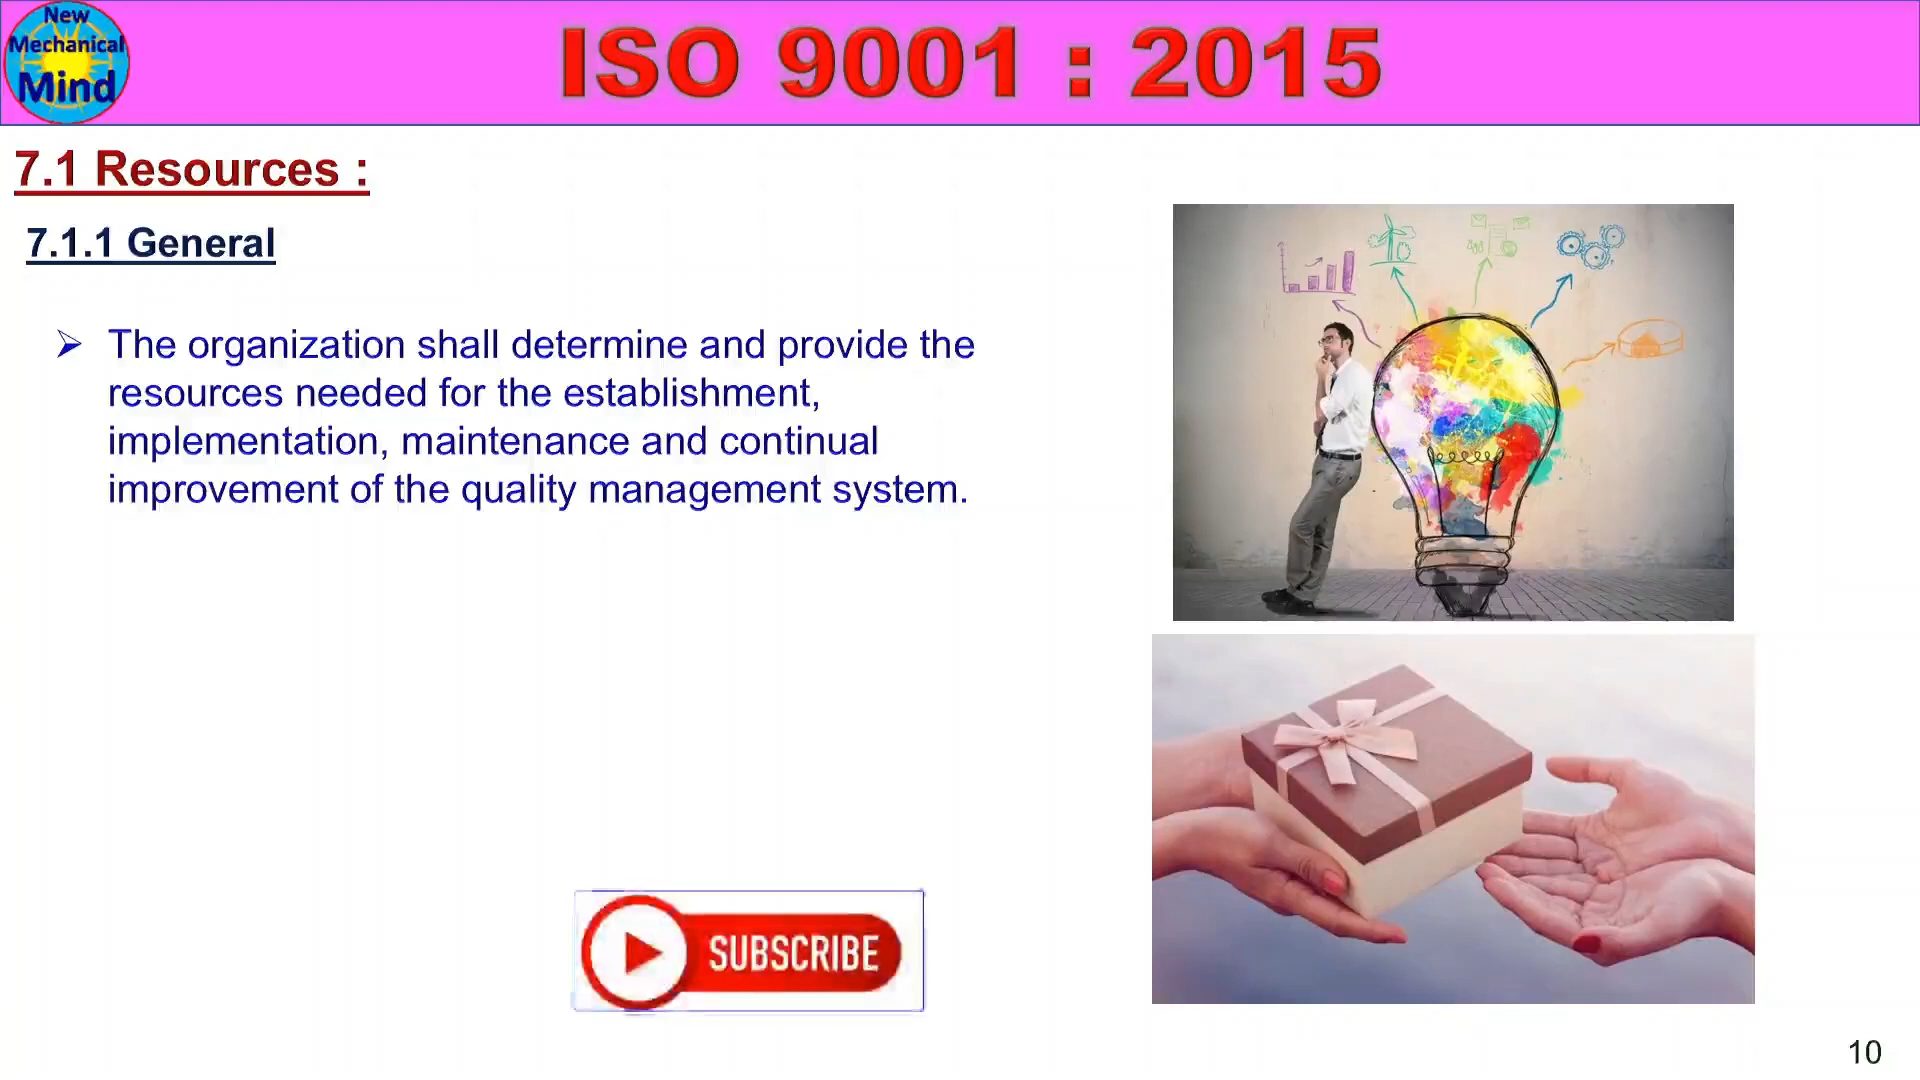 New
Mechanical
Mind
ISO 9001 : 2015
7.1 Resources :
7.1.1 General
➢ The organization shall determine and provide the
resources needed for the establishment,
implementation, maintenance and continual
improvement of the quality management system.
SUBSCRIBE
10